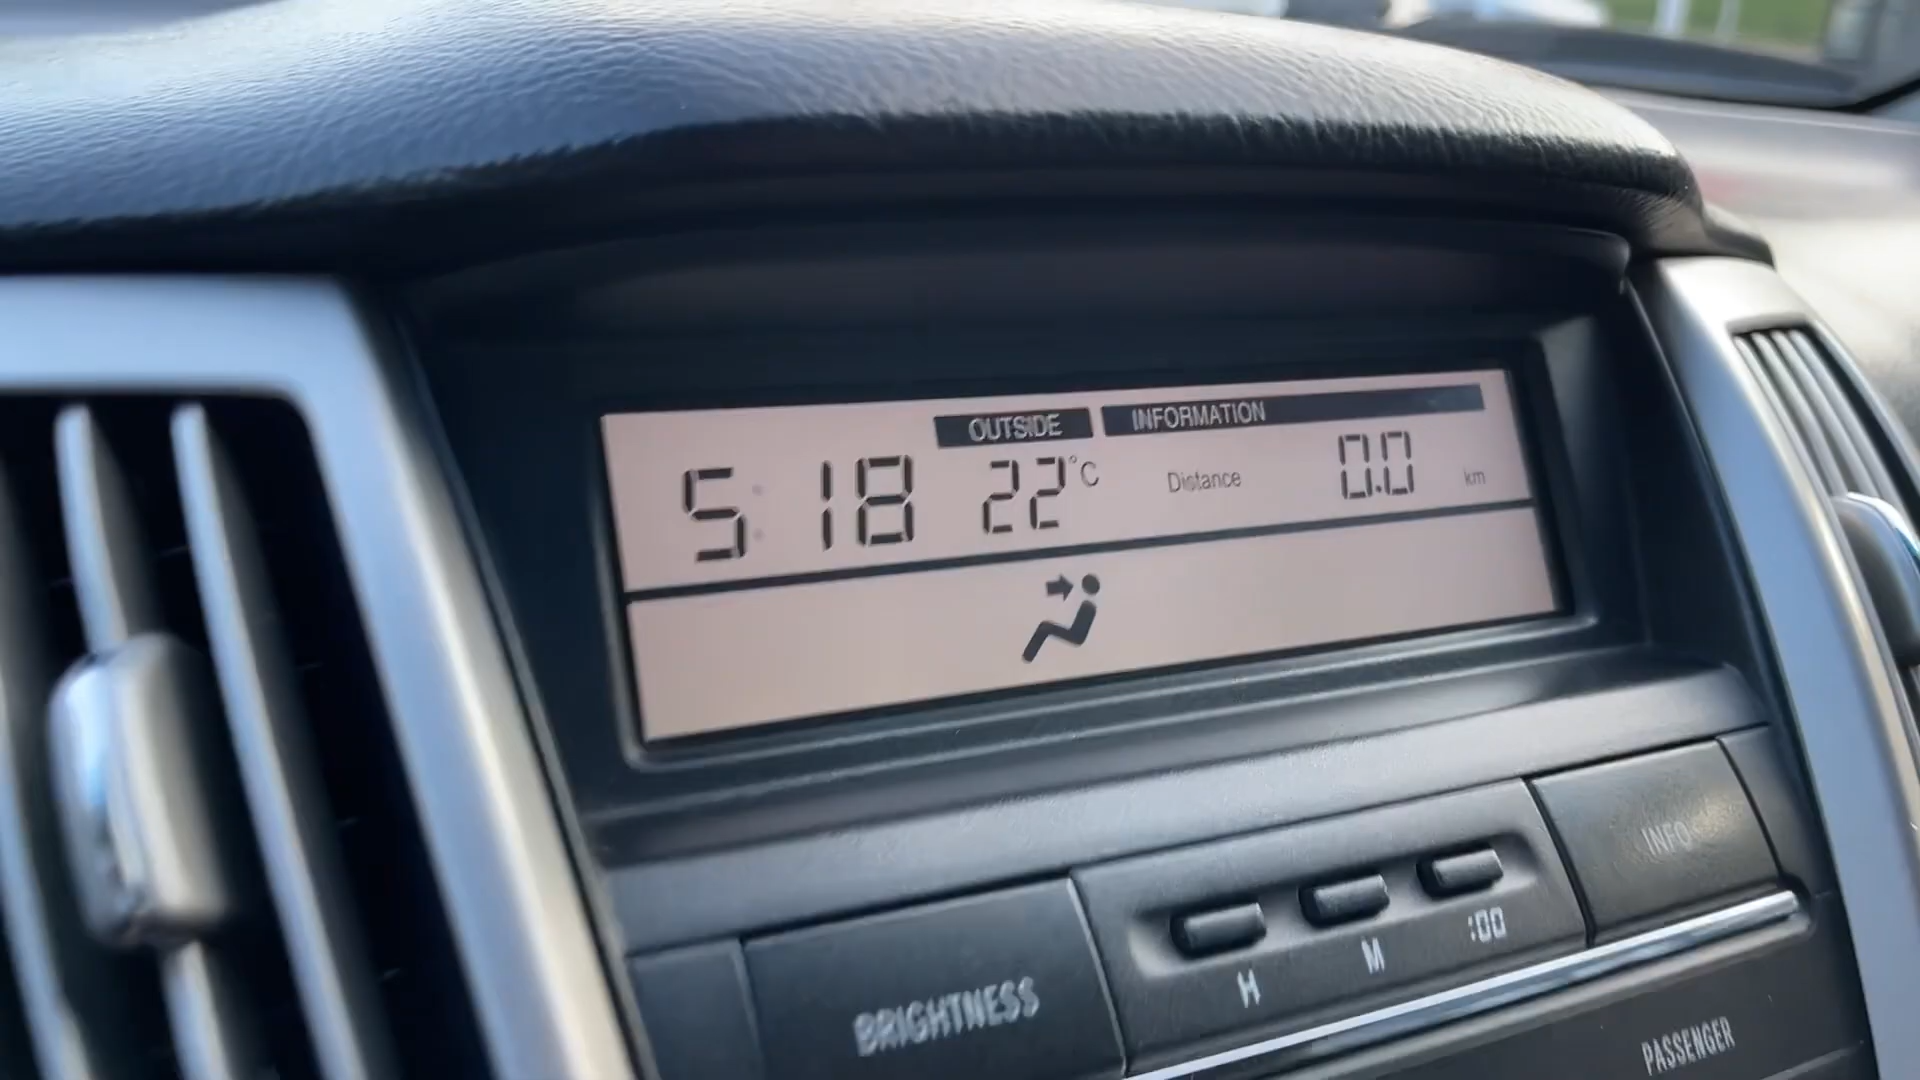 OUTSIDE INFORMATION
5:18 22°C Distance 0.0 km
INFO
:00
M
H
BRIGHTNESS
PASSENGER